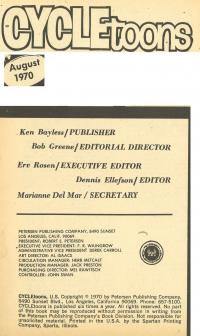 CYCLEtoons
August
1970
Ken Bayless/PUBLISHER
Bob Greene/EDITORIAL DIRECTOR
Ere Rosen/EXECUTIVE EDITOR
Dennis Ellefson/EDITOR
Marianne Del Mar/SECRETARY
PETERSEN PUBLISHING COMPANY, 8490 SUNSET
LOS ANGELES, CALIF. 90069
PRESIDENT: ROBERT E. PETERSEN
EXECUTIVE VICE PRESIDENT: F. R. WAINGROW
ADMINISTRATIVE VICE PRESIDENT: DEREK CARROLL
ART DIRECTOR: AL ISAACS
CIRCULATION MANAGER: HERB METCALF
PRODUCTION MANAGER: JACK PRESTON
PURCHASING DIRECTOR: MEL RAWITSCH
CONTROLLER: JOHN SWAIN
CYCLEtoons, U.S. Copyright © 1970 by Petersen Publishing Company,
8490 Sunset Blvd., Los Angeles, California 90069. Phone: 657-5100.
CYCLEtoons is published six times a year. All rights reserved. No part
of this book may be reproduced without permission in writing from
the Petersen Publishing Company's Book Division. Not responsible for
unsolicited material. Printed in the U.S.A. by the Spartan Printing
Company, Sparta, Illinois.